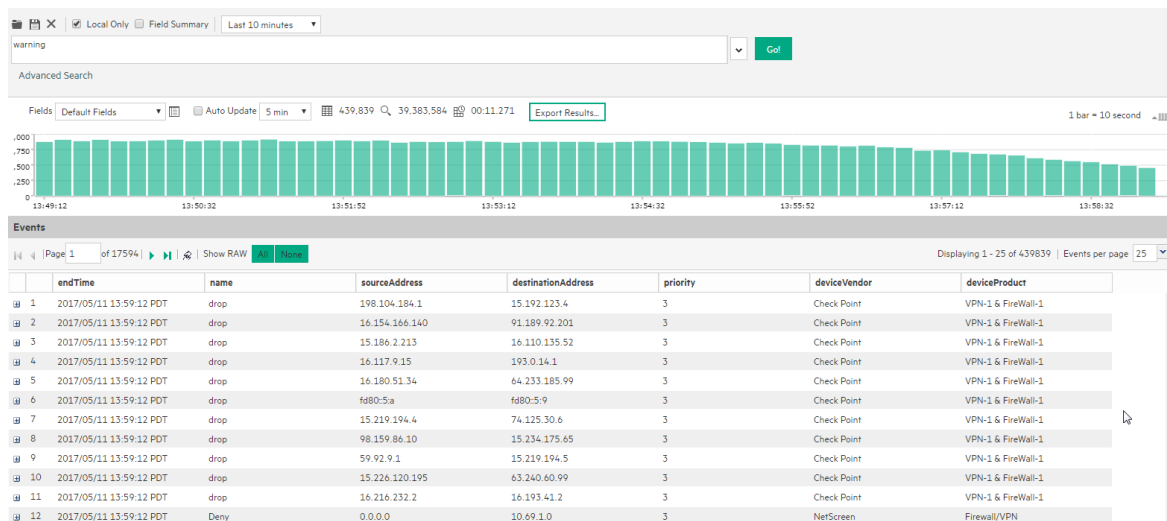 Local Only Field Summary Last 10 minutes
warning
Go!
Advanced Search
Fields Default Fields Auto Update 5 min 439,839 39,383,584 00:11.271 Export Results... 1 bar = 10 second
,000
,750
,500
,250
0
13:49:12 13:50:32 13:51:52 13:53:12 13:54:32 13:55:52 13:57:12 13:58:32
Events
Page 1 of 17594 Show RAW All None Displaying 1 - 25 of 439839 Events per page 25
endTime name sourceAddress destinationAddress priority deviceVendor deviceProduct
1 2017/05/11 13:59:12 PDT drop 198.104.184.1 15.192.123.4 3 Check Point VPN-1 & FireWall-1
2 2017/05/11 13:59:12 PDT drop 16.154.166.140 91.189.92.201 3 Check Point VPN-1 & FireWall-1
3 2017/05/11 13:59:12 PDT drop 15.186.2.213 16.110.135.52 3 Check Point VPN-1 & FireWall-1
4 2017/05/11 13:59:12 PDT drop 16.117.9.15 193.0.14.1 3 Check Point VPN-1 & FireWall-1
5 2017/05/11 13:59:12 PDT drop 16.180.51.34 64.233.185.99 3 Check Point VPN-1 & FireWall-1
6 2017/05/11 13:59:12 PDT drop fd80:5:a fd80:5:9 3 Check Point VPN-1 & FireWall-1
7 2017/05/11 13:59:12 PDT drop 15.219.194.4 74.125.30.6 3 Check Point VPN-1 & FireWall-1
8 2017/05/11 13:59:12 PDT drop 98.159.86.10 15.234.175.65 3 Check Point VPN-1 & FireWall-1
9 2017/05/11 13:59:12 PDT drop 59.92.9.1 15.219.194.5 3 Check Point VPN-1 & FireWall-1
10 2017/05/11 13:59:12 PDT drop 15.226.120.195 63.240.60.99 3 Check Point VPN-1 & FireWall-1
11 2017/05/11 13:59:12 PDT drop 16.216.232.2 16.193.41.2 3 Check Point VPN-1 & FireWall-1
12 2017/05/11 13:59:12 PDT Deny 0.0.0.0 10.69.1.0 3 NetScreen Firewall/VPN